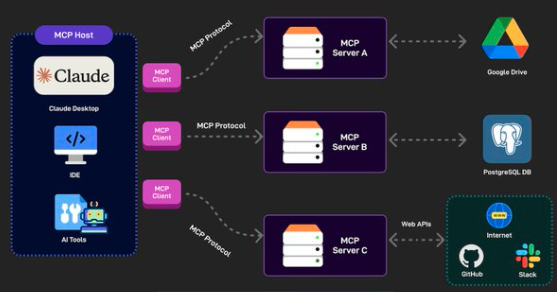 MCP Host
Claude
Claude Desktop
</>
IDE
AI Tools
MCP
Client
MCP
Client
MCP
Client
MCP Protocol
MCP Protocol
MCP Protocol
MCP
Server A
MCP
Server B
MCP
Server C
Google Drive
PostgreSQL DB
Web APIs
WWW
Internet
GitHub
Slack